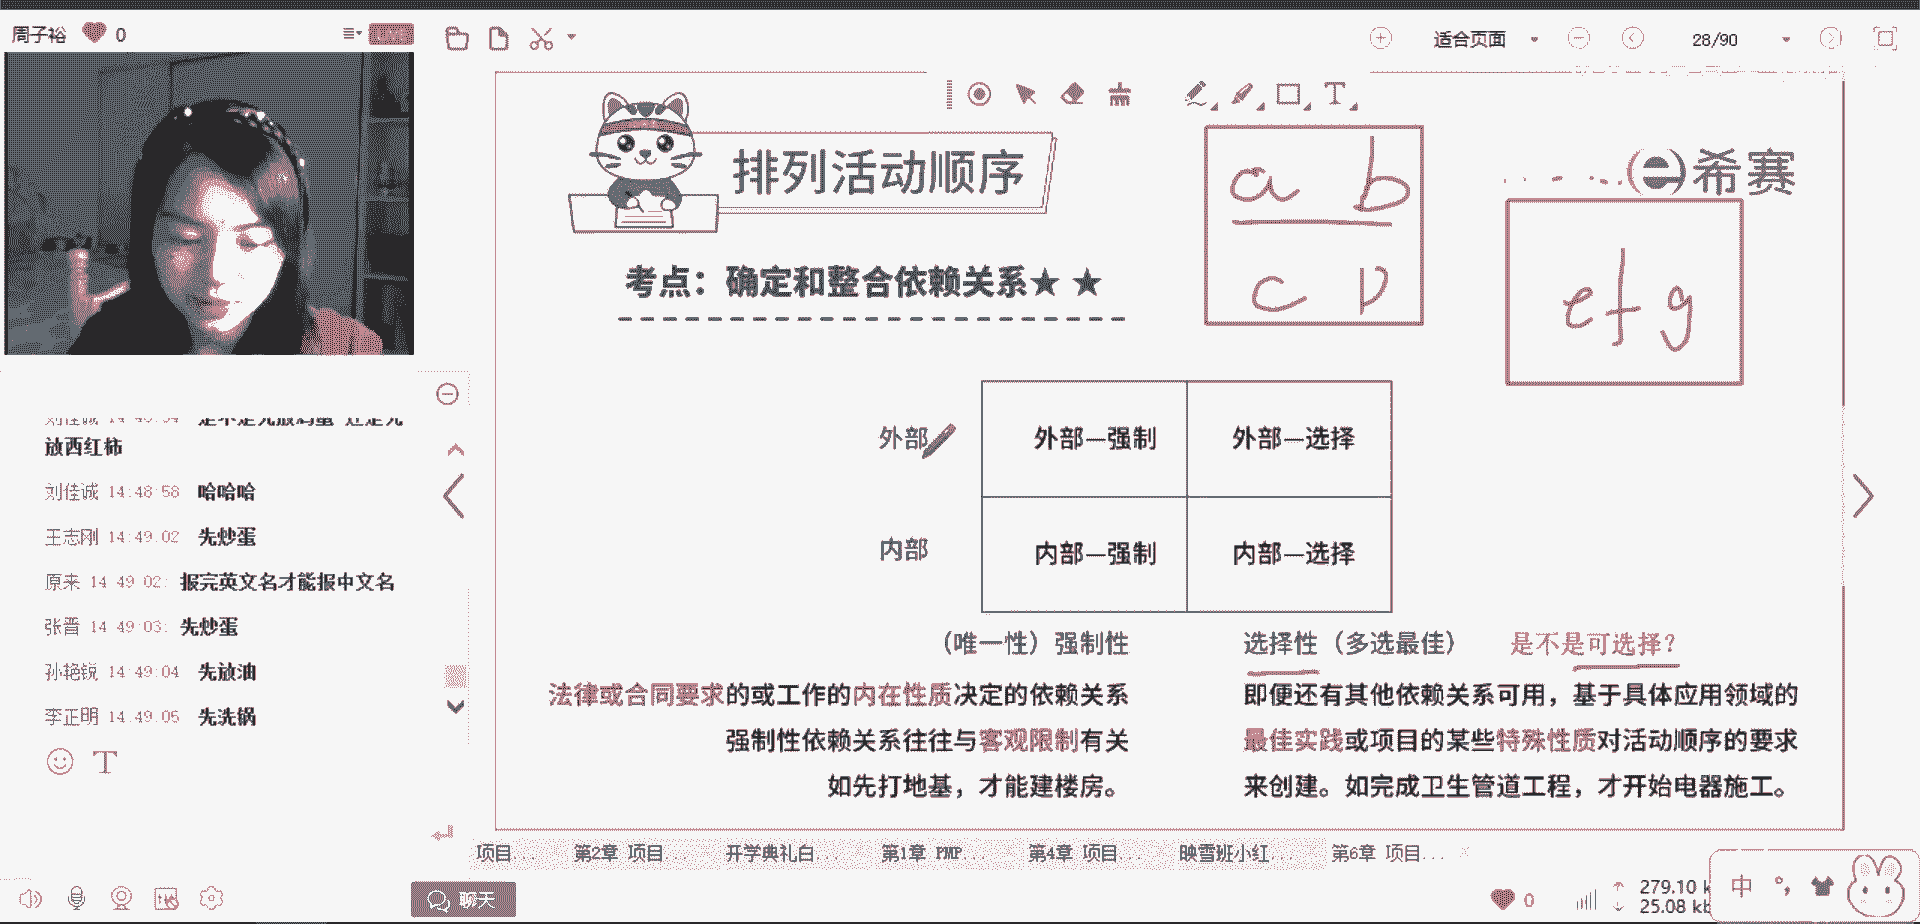 周子裕 0
适合页面 28/90
排列活动顺序
a b
c D
希赛
e f g
考点：确定和整合依赖关系★ ★
外部 外部—强制 外部—选择
内部 内部—强制 内部—选择
（唯一性）强制性
法律或合同要求的或工作的内在性质决定的依赖关系
强制性依赖关系往往与客观限制有关
如先打地基，才能建楼房。
选择性（多选最佳） 是不是可选择？
即便还有其他依赖关系可用，基于具体应用领域的
最佳实践或项目的某些特殊性质对活动顺序的要求
来创建。如完成卫生管道工程，才开始电器施工。
放西红柿
刘佳诚 14:48:58 哈哈哈
王志刚 14:49:02 先炒蛋
原来 14:49:02: 报完英文名才能报中文名
张晋 14:49:03: 先炒蛋
孙艳锐 14:49:04 先放油
李正明 14:49:05 先洗锅
T
项目... 第2章 项目... 开学典礼白... 第1章 PMP... 第4章 项目... 映雪班小红... 第6章 项目...
聊天
0
279.10 k
25.08 kb
中